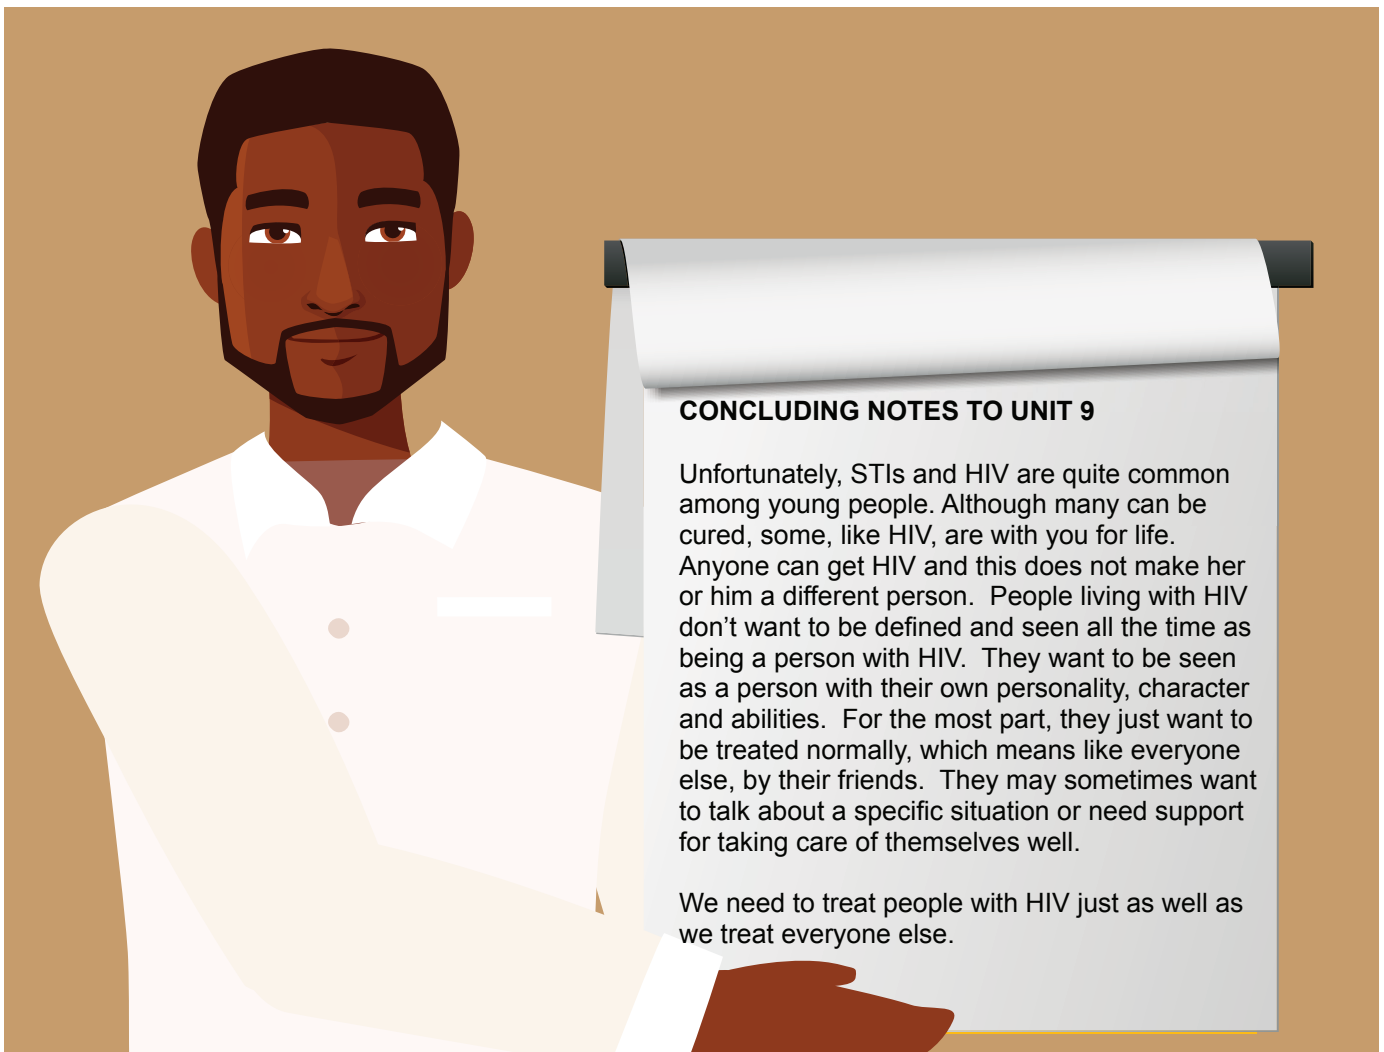 CONCLUDING NOTES TO UNIT 9
Unfortunately, STIs and HIV are quite common
among young people. Although many can be
cured, some, like HIV, are with you for life.
Anyone can get HIV and this does not make her
or him a different person.  People living with HIV
don’t want to be defined and seen all the time as
being a person with HIV.  They want to be seen
as a person with their own personality, character
and abilities.  For the most part, they just want to
be treated normally, which means like everyone
else, by their friends.  They may sometimes want
to talk about a specific situation or need support
for taking care of themselves well.
We need to treat people with HIV just as well as
we treat everyone else.